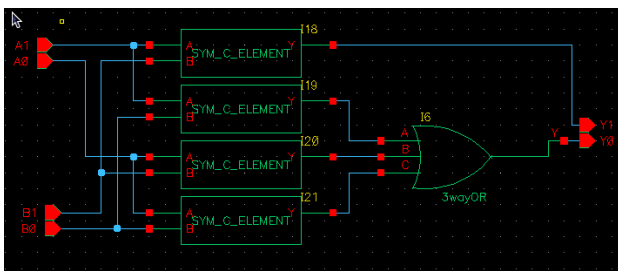 I18
A1
A
Y
SYM_C_ELEMENT
A0
B
I19
A
Y
SYM_C_ELEMENT
B
I6
Y1
A
Y
Y0
I20
B
A
Y
C
SYM_C_ELEMENT
B
3wayOR
I21
B1
A
Y
SYM_C_ELEMENT
B0
B